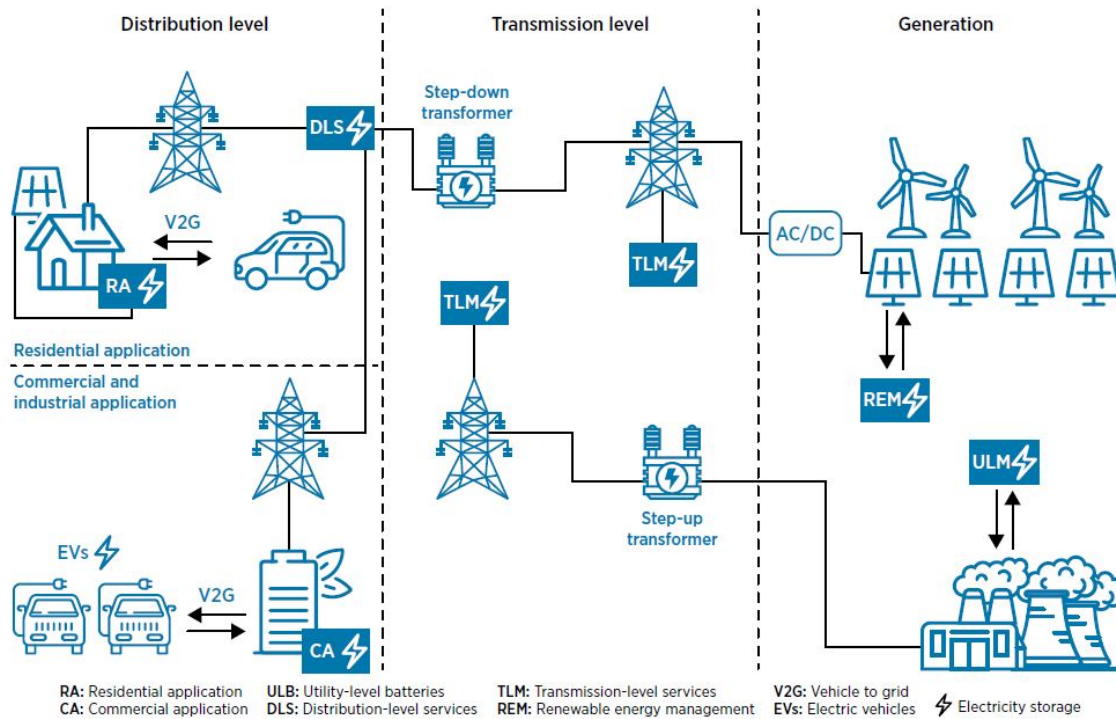 Distribution level
Transmission level
Generation
Step-down
transformer
DLS
V2G
AC/DC
RA
TLM
TLM
Residential application
Commercial and
industrial application
REM
ULM
Step-up
transformer
EVs
V2G
CA
RA: Residential application
ULB: Utility-level batteries
TLM: Transmission-level services
V2G: Vehicle to grid
CA: Commercial application
DLS: Distribution-level services
REM: Renewable energy management
EVs: Electric vehicles
Electricity storage